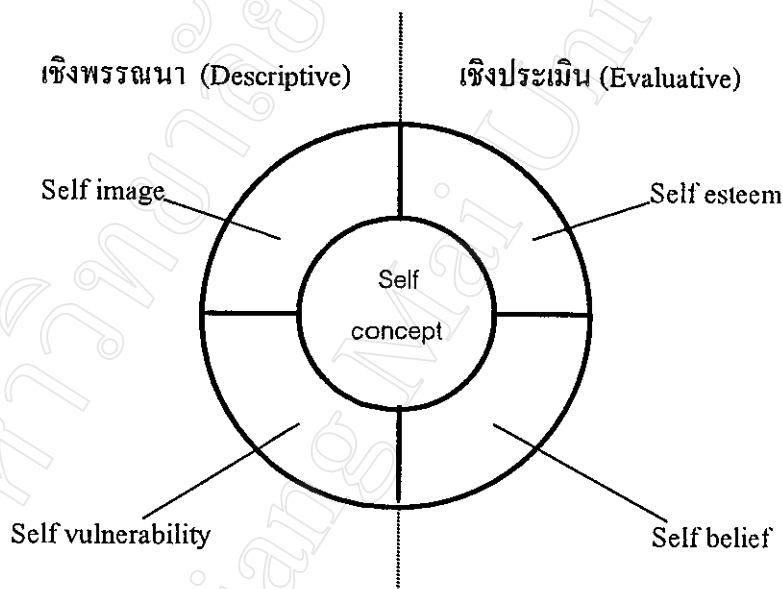 เชิงพรรณนา (Descriptive)
เชิงประเมิน (Evaluative)
Self image
Self esteem
Self
concept
Self vulnerability
Self belief